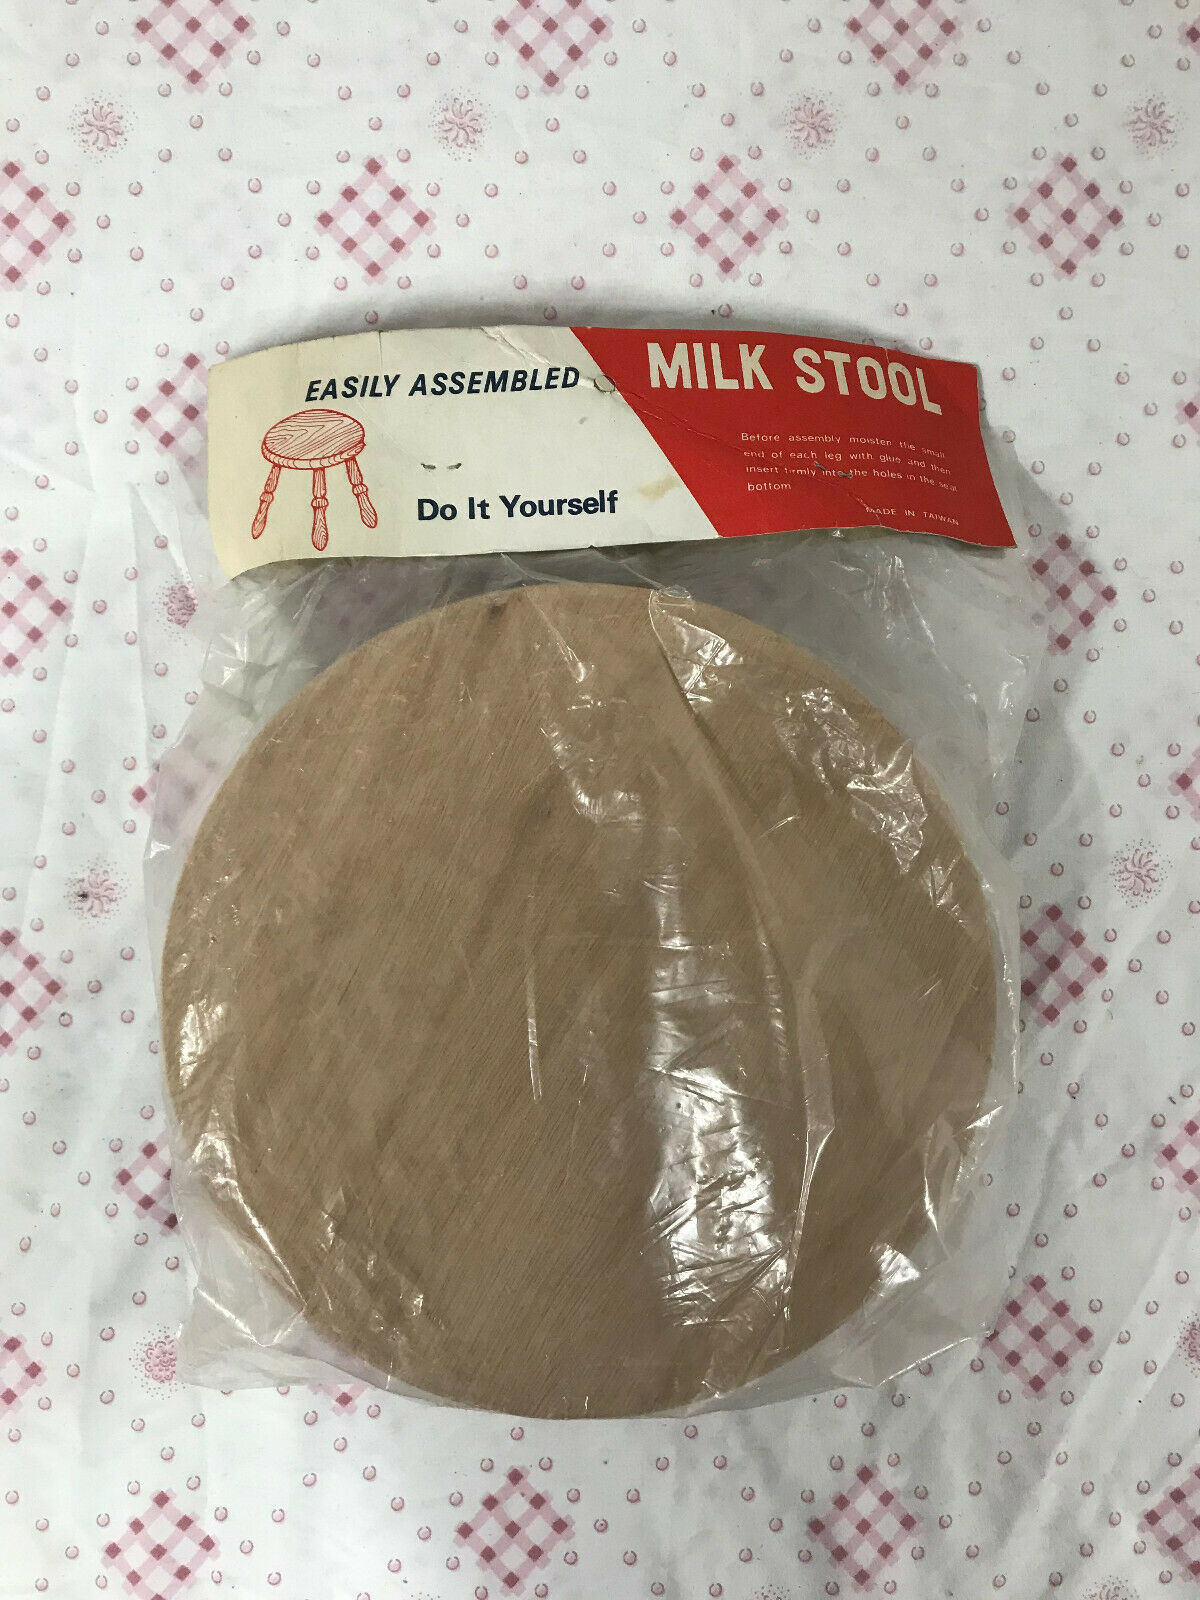 EASILY ASSEMBLED
Do It Yourself
MILK STOOL
Before assembly moisten the small
end of each leg with glue and then
insert firmly into the holes in the seat
bottom
MADE IN TAIWAN